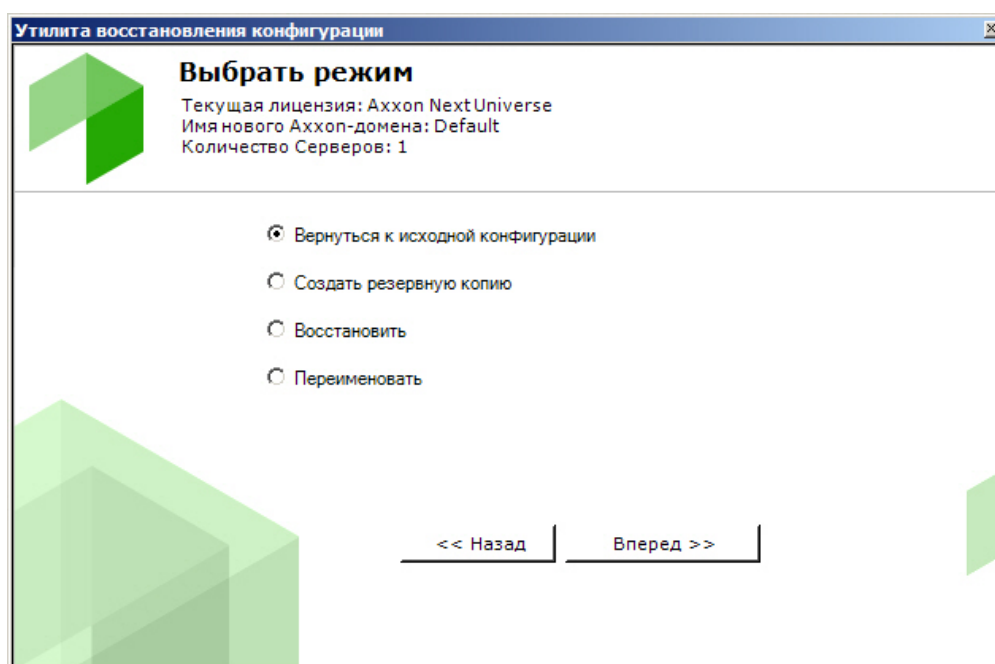 Утилита восстановления конфигурации
Выбрать режим
Текущая лицензия: Axxon Next Universe
Имя нового Axxon-домена: Default
Количество Серверов: 1
Вернуться к исходной конфигурации
Создать резервную копию
Восстановить
Переименовать
<< Назад
Вперед >>